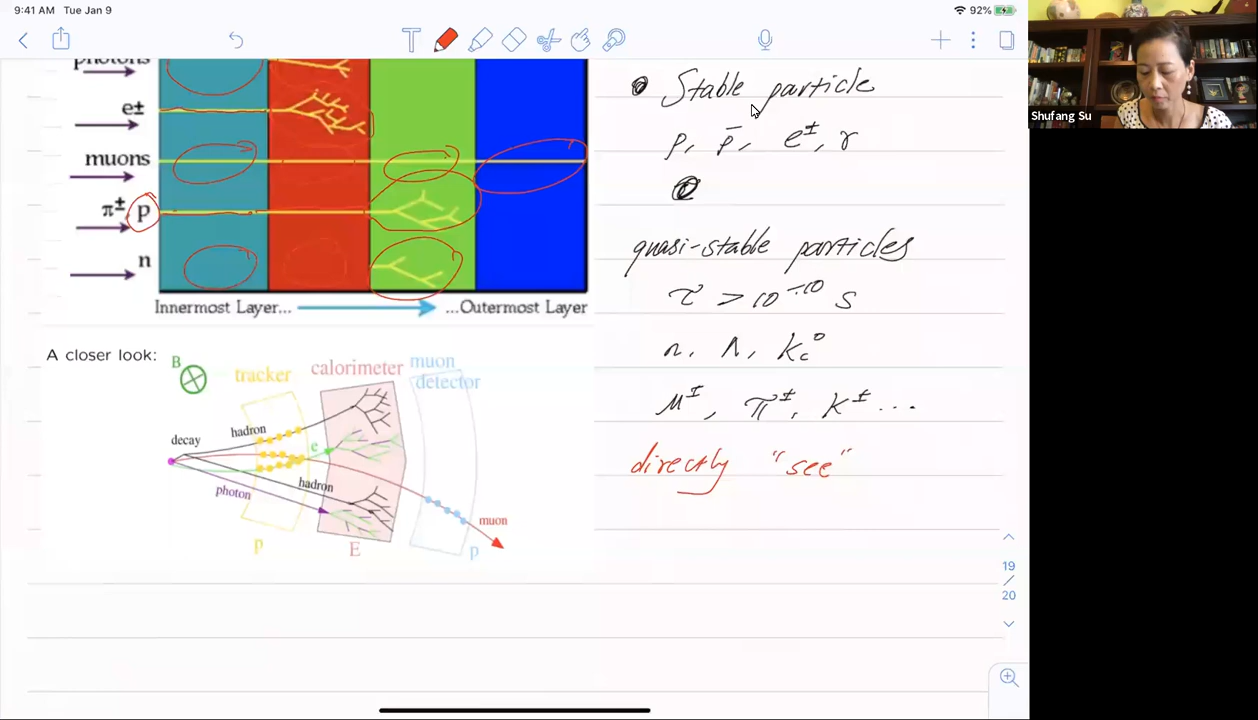 9:41 AM Tue Jan 9
92%
Shufang Su
photons
e±
muons
π± p
n
Innermost Layer... ...Outermost Layer
A closer look:
B
tracker
calorimeter
muon
detector
hadron
decay
e
hadron
photon
muon
p
E
p
Stable particle
p, p̄, e±, γ
quasi-stable particles
τ > 10⁻¹⁰ s
n, Λ, K
μ±, π±, K± ...
directly "see"
19
/
20